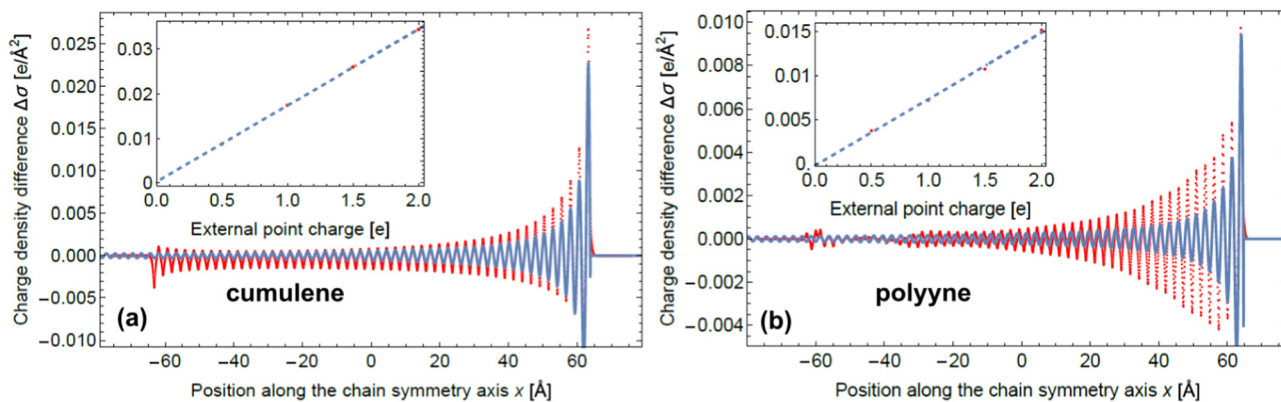 Charge density difference Δσ [e/Å²]
0.025
0.020
0.015
0.010
0.005
0.000
−0.005
−0.010
0.03
0.02
0.01
0
0.0 0.5 1.0 1.5 2.0
External point charge [e]
(a)
cumulene
−60 −40 −20 0 20 40 60
Position along the chain symmetry axis x [Å]
Charge density difference Δσ [e/Å²]
0.010
0.008
0.006
0.004
0.002
0.000
−0.002
−0.004
0.015
0.010
0.005
0
0.0 0.5 1.0 1.5 2.0
External point charge [e]
(b)
polyyne
−60 −40 −20 0 20 40 60
Position along the chain symmetry axis x [Å]